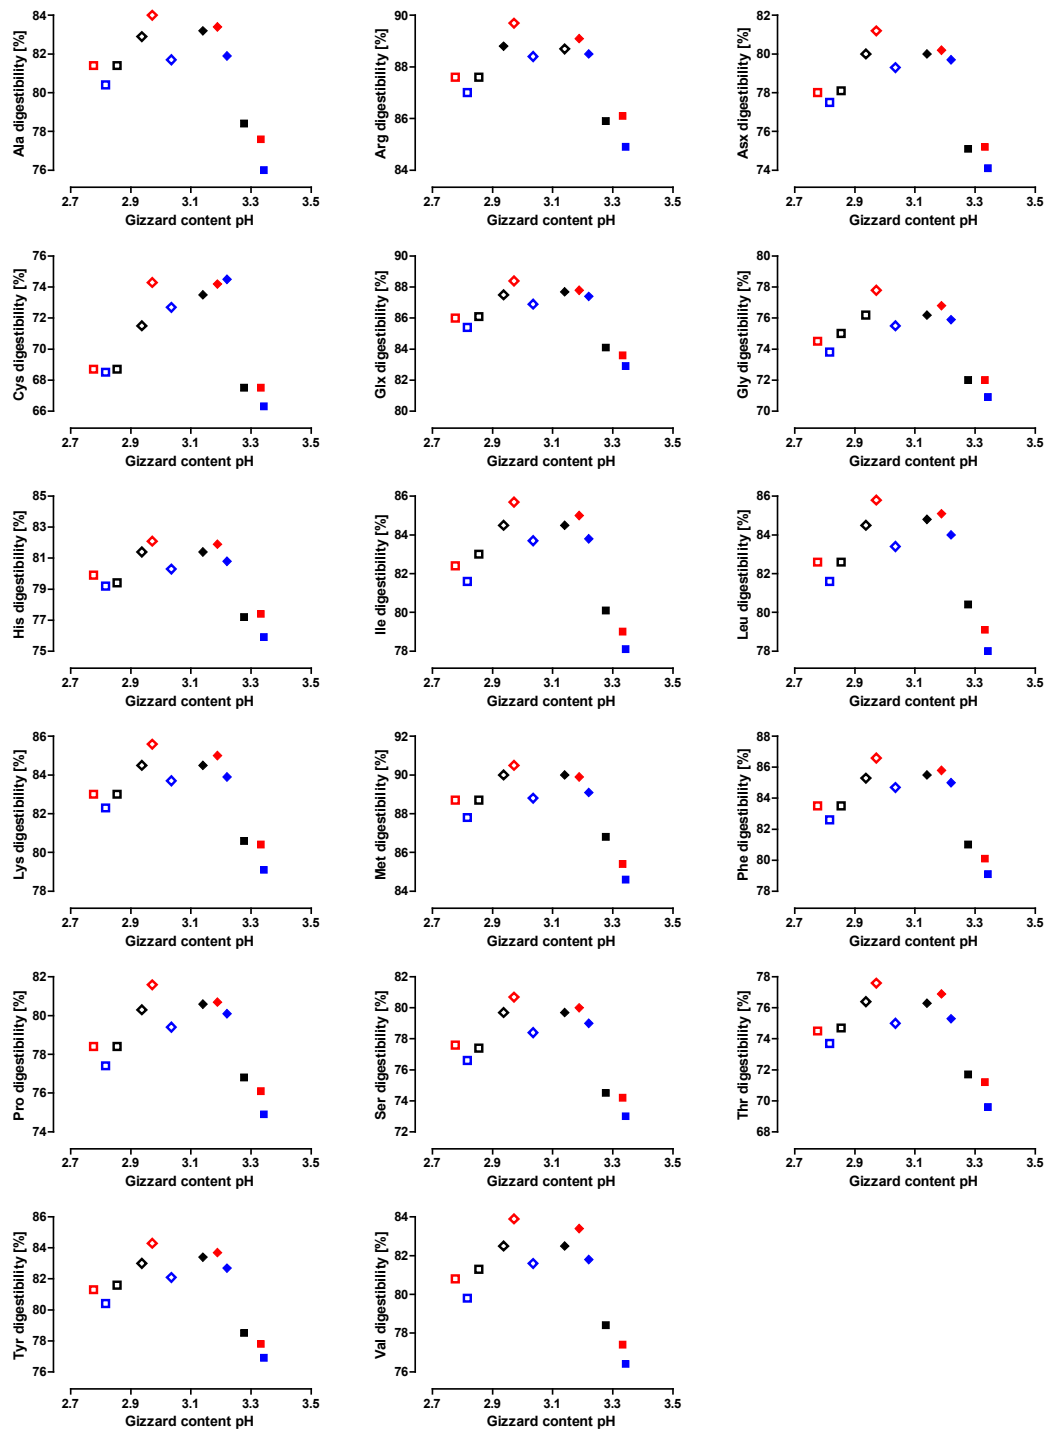 Ala digestibility [%]
84
82
80
78
76
2.7 2.9 3.1 3.3 3.5
Gizzard content pH
Arg digestibility [%]
90
88
86
84
2.7 2.9 3.1 3.3 3.5
Gizzard content pH
Asx digestibility [%]
82
80
78
76
74
2.7 2.9 3.1 3.3 3.5
Gizzard content pH
Cys digestibility [%]
76
74
72
70
68
66
2.7 2.9 3.1 3.3 3.5
Gizzard content pH
Glx digestibility [%]
90
88
86
84
82
80
2.7 2.9 3.1 3.3 3.5
Gizzard content pH
Gly digestibility [%]
80
78
76
74
72
70
2.7 2.9 3.1 3.3 3.5
Gizzard content pH
His digestibility [%]
85
83
81
79
77
75
2.7 2.9 3.1 3.3 3.5
Gizzard content pH
Ile digestibility [%]
86
84
82
80
78
2.7 2.9 3.1 3.3 3.5
Gizzard content pH
Leu digestibility [%]
86
84
82
80
78
2.7 2.9 3.1 3.3 3.5
Gizzard content pH
Lys digestibility [%]
86
84
82
80
78
2.7 2.9 3.1 3.3 3.5
Gizzard content pH
Met digestibility [%]
92
90
88
86
84
2.7 2.9 3.1 3.3 3.5
Gizzard content pH
Phe digestibility [%]
88
86
84
82
80
78
2.7 2.9 3.1 3.3 3.5
Gizzard content pH
Pro digestibility [%]
82
80
78
76
74
2.7 2.9 3.1 3.3 3.5
Gizzard content pH
Ser digestibility [%]
82
80
78
76
74
72
2.7 2.9 3.1 3.3 3.5
Gizzard content pH
Thr digestibility [%]
78
76
74
72
70
68
2.7 2.9 3.1 3.3 3.5
Gizzard content pH
Tyr digestibility [%]
86
84
82
80
78
76
2.7 2.9 3.1 3.3 3.5
Gizzard content pH
Val digestibility [%]
84
82
80
78
76
2.7 2.9 3.1 3.3 3.5
Gizzard content pH